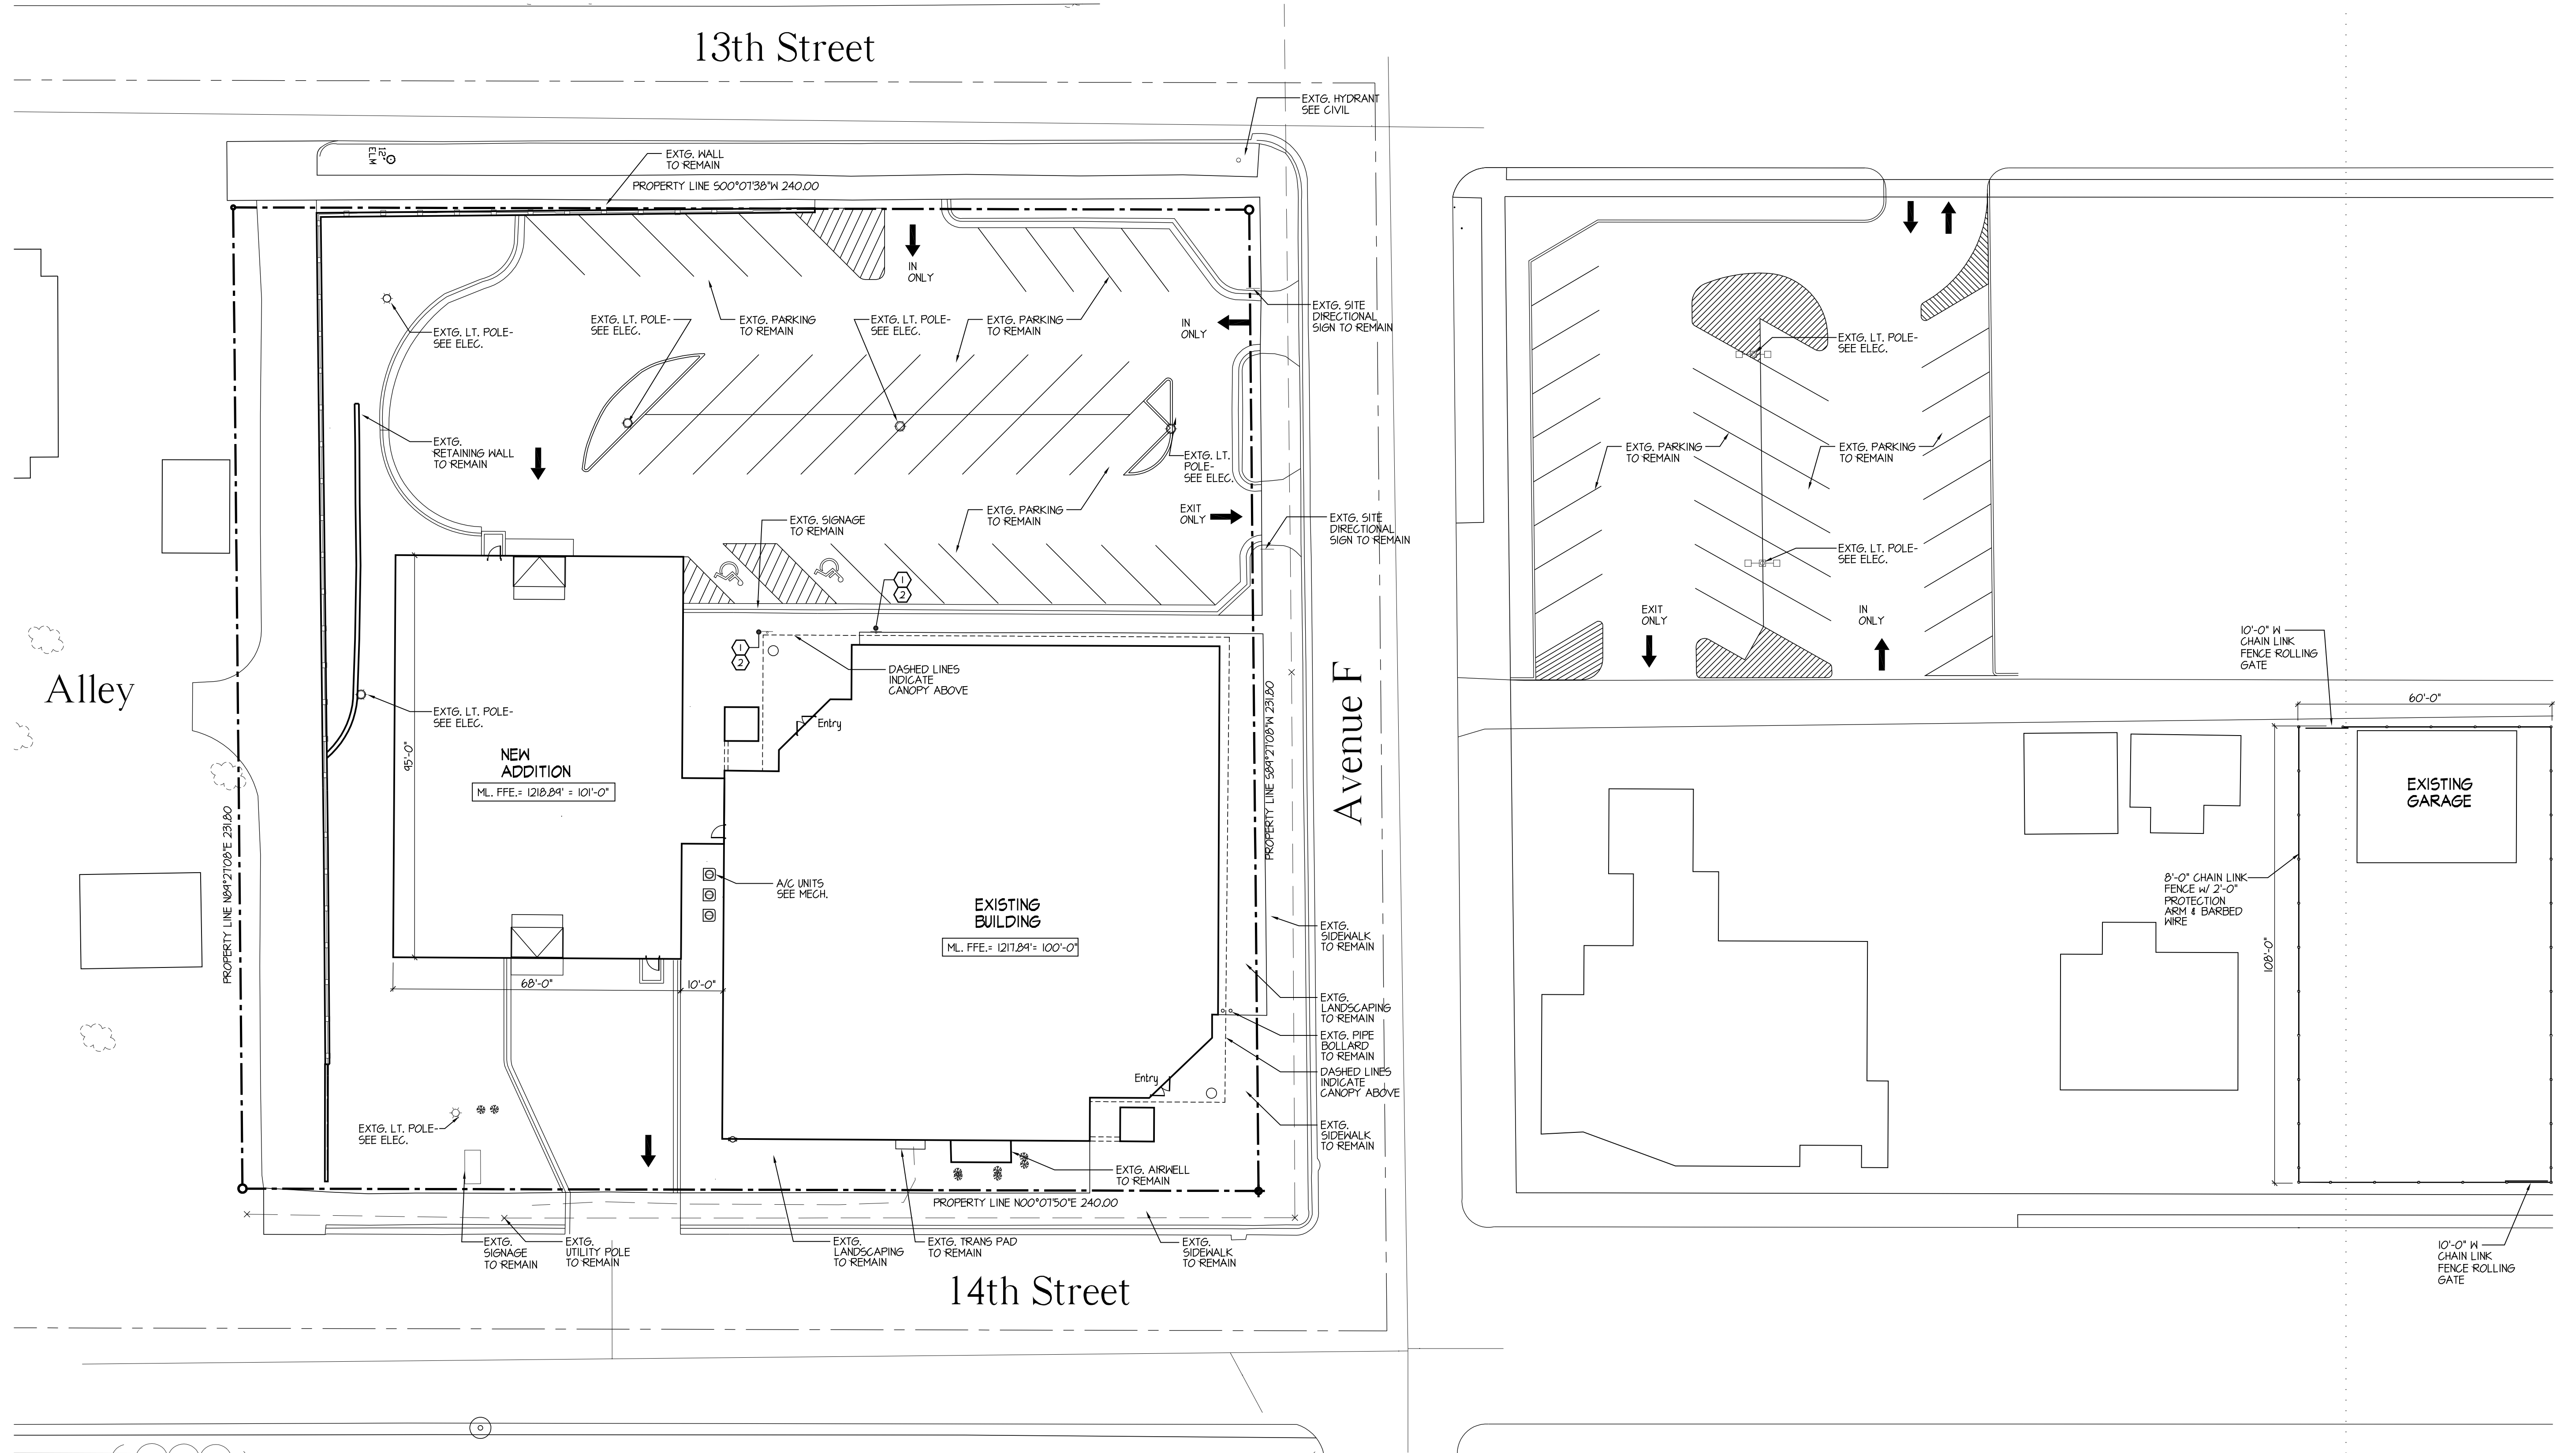 13th Street
EXTG. HYDRANT
SEE CIVIL
12"
ELM
EXTG. WALL
TO REMAIN
PROPERTY LINE S00°07'38"W 240.00
IN
ONLY
EXTG. LT. POLE-
SEE ELEC.
EXTG. LT. POLE-
SEE ELEC.
EXTG. PARKING
TO REMAIN
EXTG. LT. POLE-
SEE ELEC.
EXTG. PARKING
TO REMAIN
IN
ONLY
EXTG. SITE
DIRECTIONAL
SIGN TO REMAIN
EXTG. LT. POLE-
SEE ELEC.
EXTG.
RETAINING WALL
TO REMAIN
EXTG. LT.
POLE-
SEE ELEC.
EXTG. PARKING
TO REMAIN
EXTG. PARKING
TO REMAIN
EXTG. SIGNAGE
TO REMAIN
EXTG. PARKING
TO REMAIN
EXIT
ONLY
EXTG. SITE
DIRECTIONAL
SIGN TO REMAIN
EXTG. LT. POLE-
SEE ELEC.
1
2
1
2
EXIT
ONLY
IN
ONLY
10'-0" W
CHAIN LINK
FENCE ROLLING
GATE
DASHED LINES
INDICATE
CANOPY ABOVE
Alley
EXTG. LT. POLE-
SEE ELEC.
Entry
Avenue F
PROPERTY LINE S89°27'08"W 231.80
60'-0"
95'-0"
NEW
ADDITION
ML. FFE.= 1218.89' = 101'-0"
EXISTING
GARAGE
PROPERTY LINE N89°27'08"E 231.80
A/C UNITS
SEE MECH.
EXISTING
BUILDING
ML. FFE.= 1217.89'= 100'-0"
8'-0" CHAIN LINK
FENCE W/ 2'-0"
PROTECTION
ARM & BARBED
WIRE
108'-0"
EXTG.
SIDEWALK
TO REMAIN
68'-0"
10'-0"
EXTG.
LANDSCAPING
TO REMAIN
EXTG. PIPE
BOLLARD
TO REMAIN
DASHED LINES
INDICATE
CANOPY ABOVE
Entry
EXTG.
SIDEWALK
TO REMAIN
EXTG. LT. POLE-
SEE ELEC.
EXTG. AIRWELL
TO REMAIN
PROPERTY LINE N00°07'50"E 240.00
EXTG.
SIGNAGE
TO REMAIN
EXTG.
UTILITY POLE
TO REMAIN
EXTG.
LANDSCAPING
TO REMAIN
EXTG. TRANS PAD
TO REMAIN
EXTG.
SIDEWALK
TO REMAIN
10'-0" W
CHAIN LINK
FENCE ROLLING
GATE
14th Street